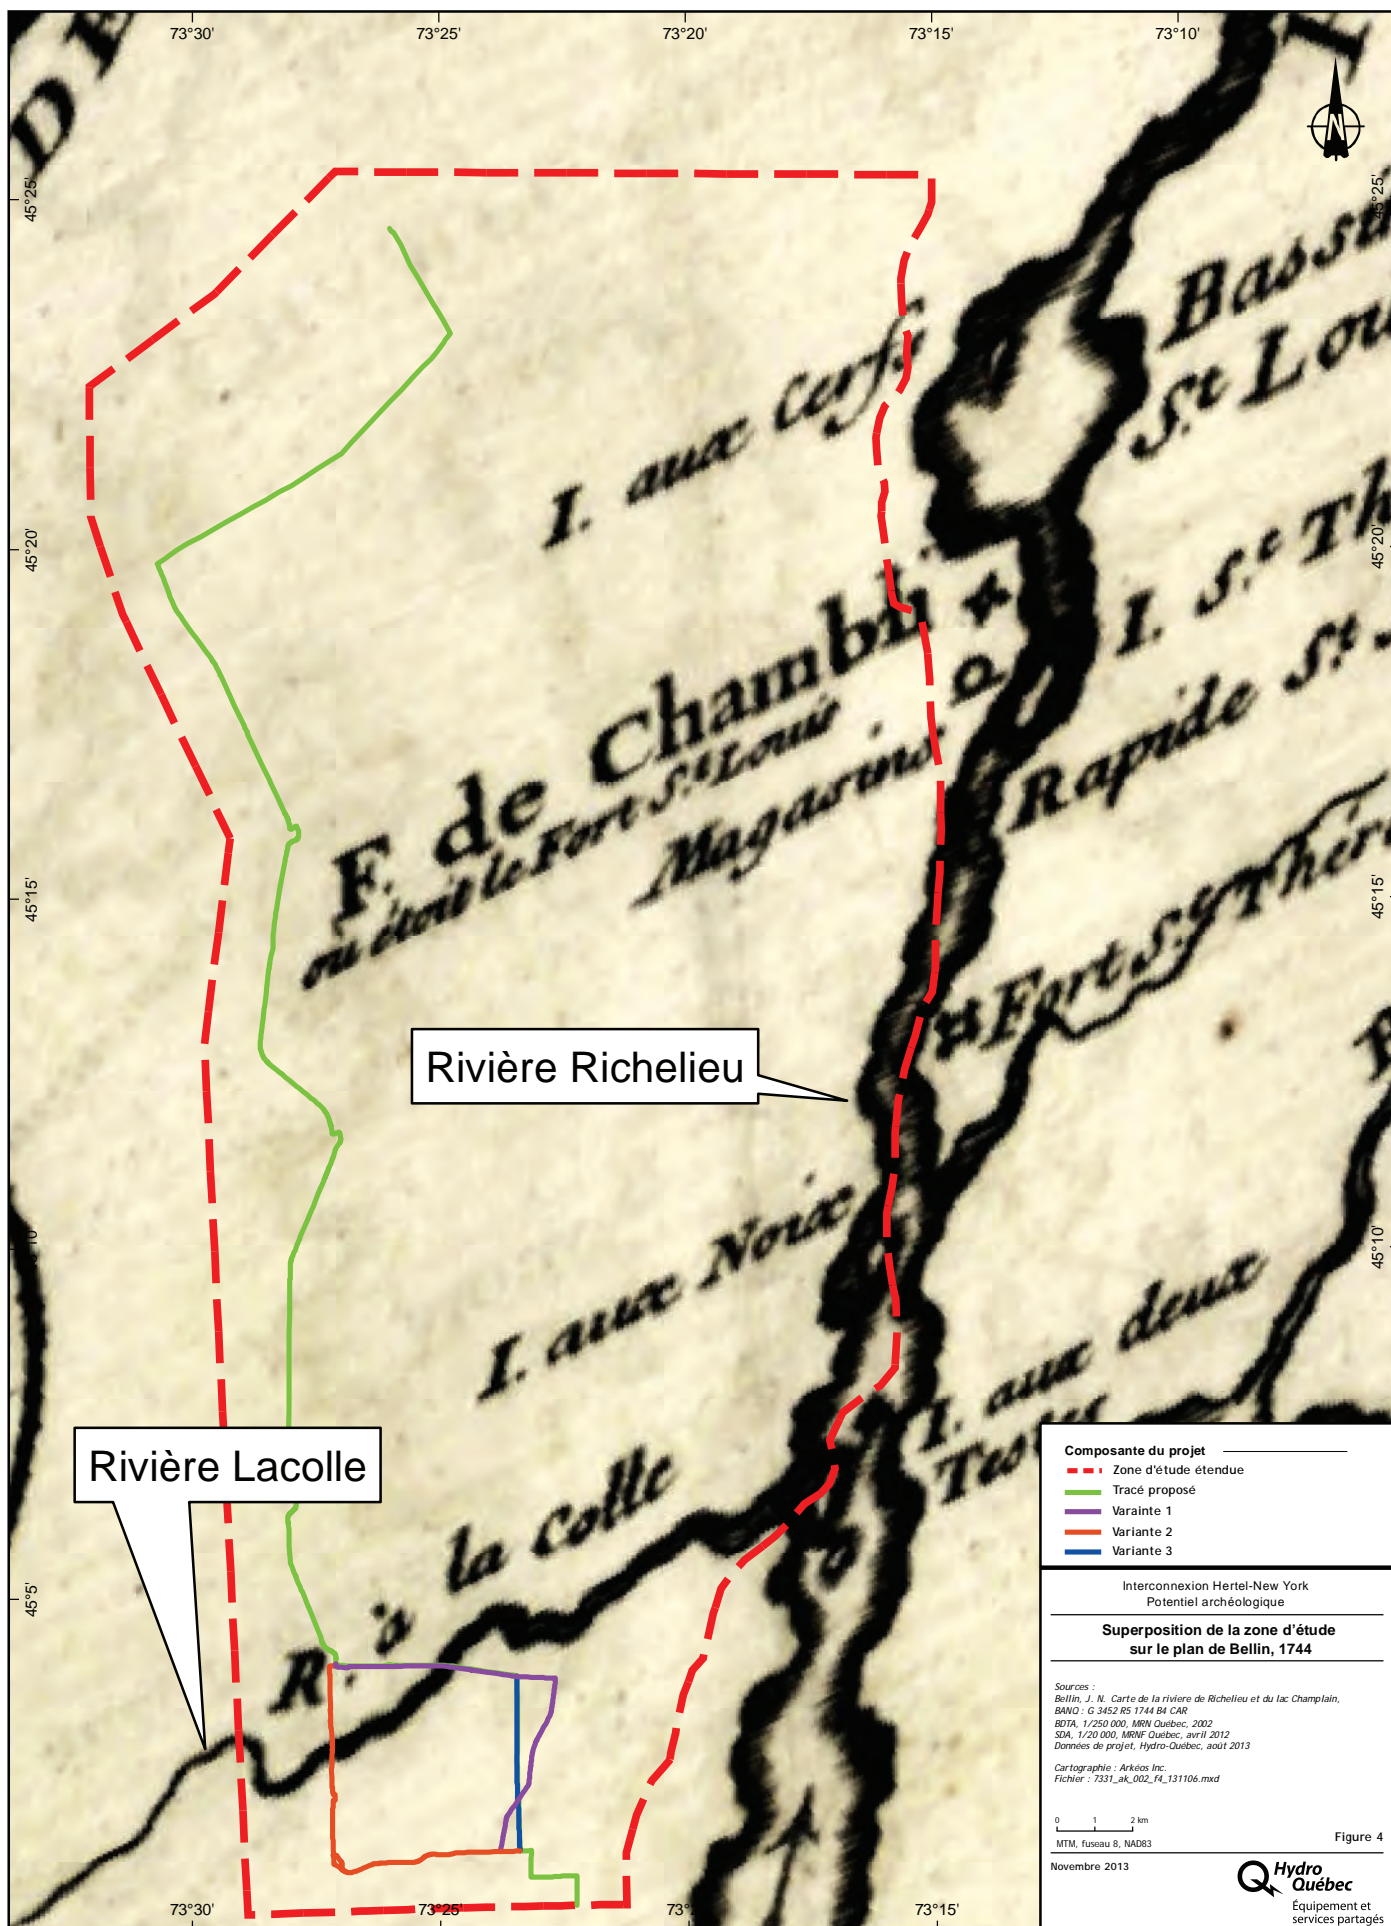 73°30' 73°25' 73°20' 73°15' 73°10'
DE
N
45°25' 45°25'
Bassin
St Lou
I. aux Cerfs
45°20' 45°20'
I. S.te Th
F. de Chambli
ou étoit le Fort St Louis
Magasins
Rapide S.t
45°15' 45°15'
Fort S.te Thér
Rivière Richelieu
I. aux Noix
10' 45°10'
I. aux deux
Testes
Rivière Lacolle
R. à la Colle
45°5'
73°30' 73°25' 73°2 73°15'
Composante du projet
Zone d'étude étendue
Tracé proposé
Varainte 1
Variante 2
Variante 3
Interconnexion Hertel-New York
Potentiel archéologique
Superposition de la zone d'étude
sur le plan de Bellin, 1744
Sources :
Bellin, J. N. Carte de la riviere de Richelieu et du lac Champlain,
BANQ : G 3452 R5 1744 B4 CAR
BDTA, 1/250 000, MRN Québec, 2002
SDA, 1/20 000, MRNF Québec, avril 2012
Données de projet, Hydro-Québec, août 2013
Cartographie : Arkéos Inc.
Fichier : 7331_ak_002_f4_131106.mxd
0 1 2 km
MTM, fuseau 8, NAD83
Figure 4
Novembre 2013
Hydro
Québec
Équipement et
services partagés